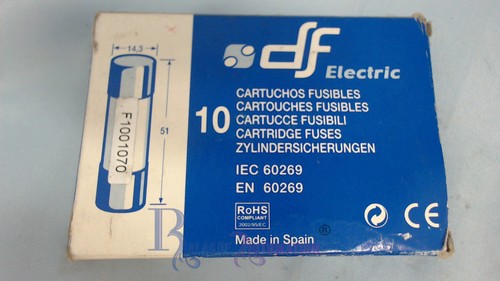 14,3
51
F1001070
df Electric
10
CARTUCHOS FUSIBLES
CARTOUCHES FUSIBLES
CARTUCCE FUSIBILI
CARTRIDGE FUSES
ZYLINDERSICHERUNGEN
IEC 60269
EN 60269
RoHS
COMPLIANT
2002/95/EC
Made in Spain
®
CE